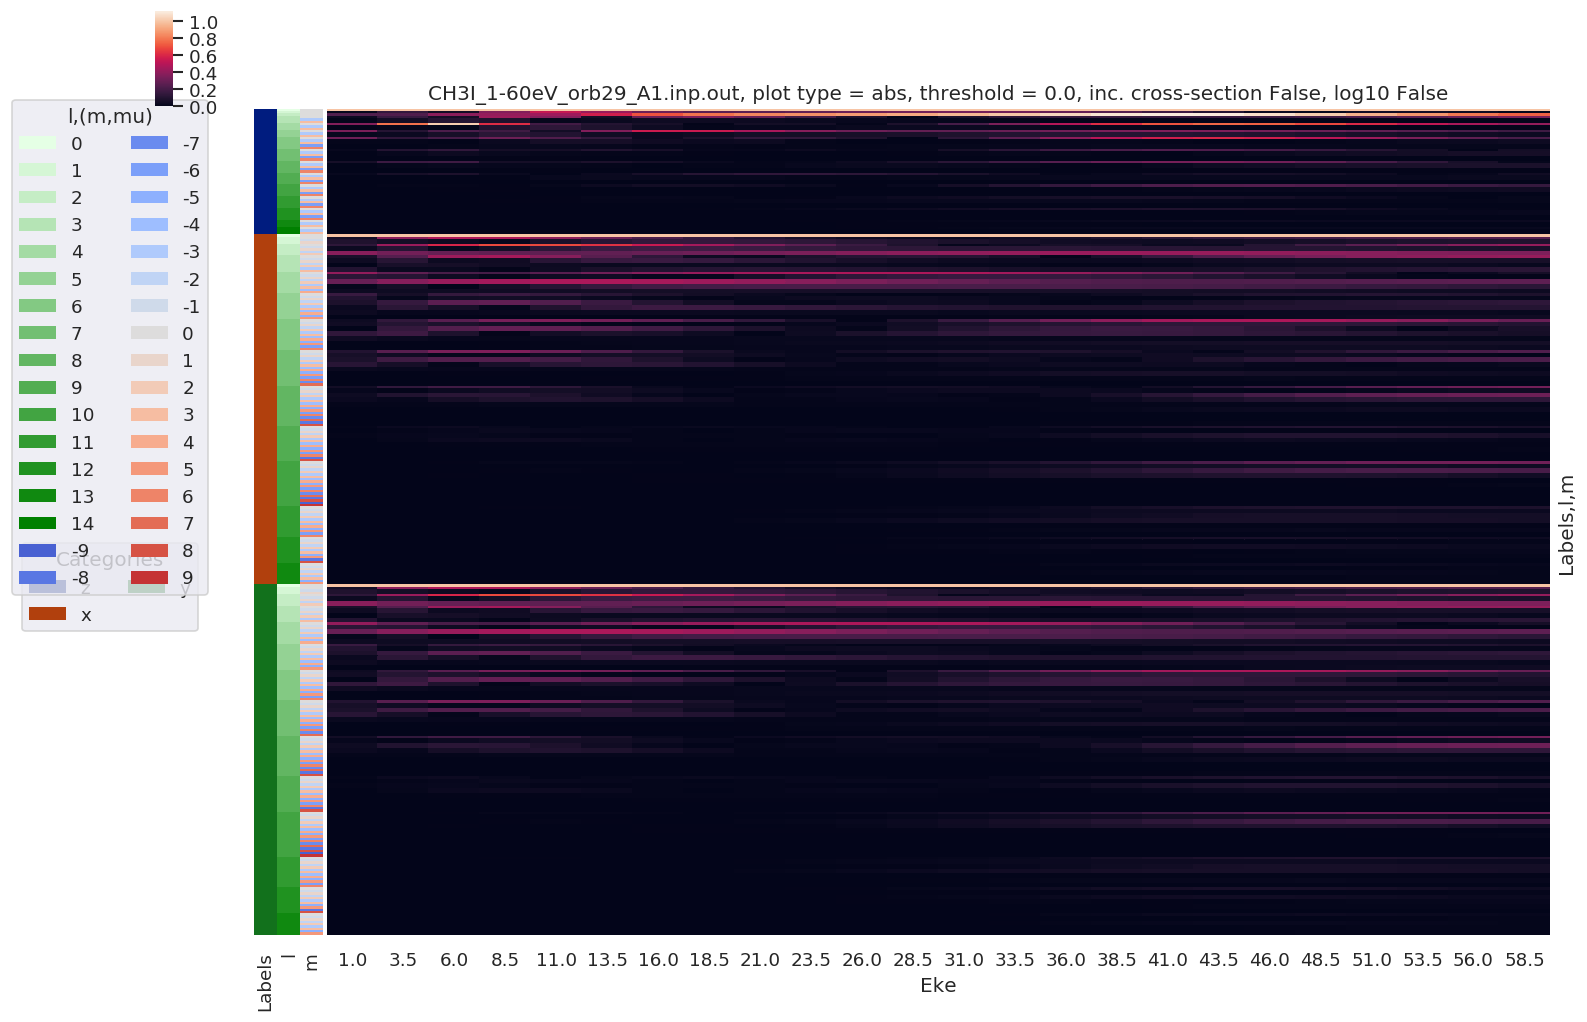 1.0
0.8
0.6
0.4
0.2
0.0
CH3I_1-60eV_orb29_A1.inp.out, plot type = abs, threshold = 0.0, inc. cross-section False, log10 False
l,(m,mu)
0 -7
1 -6
2 -5
3 -4
4 -3
5 -2
6 -1
7 0
8 1
9 2
10 3
11 4
12 5
13 6
14 7
-9 8
Categories
-8 9
z y
x
Labels,l,m
Labels
l
m
1.0 3.5 6.0 8.5 11.0 13.5 16.0 18.5 21.0 23.5 26.0 28.5 31.0 33.5 36.0 38.5 41.0 43.5 46.0 48.5 51.0 53.5 56.0 58.5
Eke